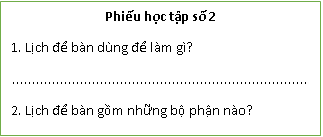 Phiếu học tập số 2
1. Lịch để bàn dùng để làm gì?
...........................................................................
2. Lịch để bàn gồm những bộ phận nào?